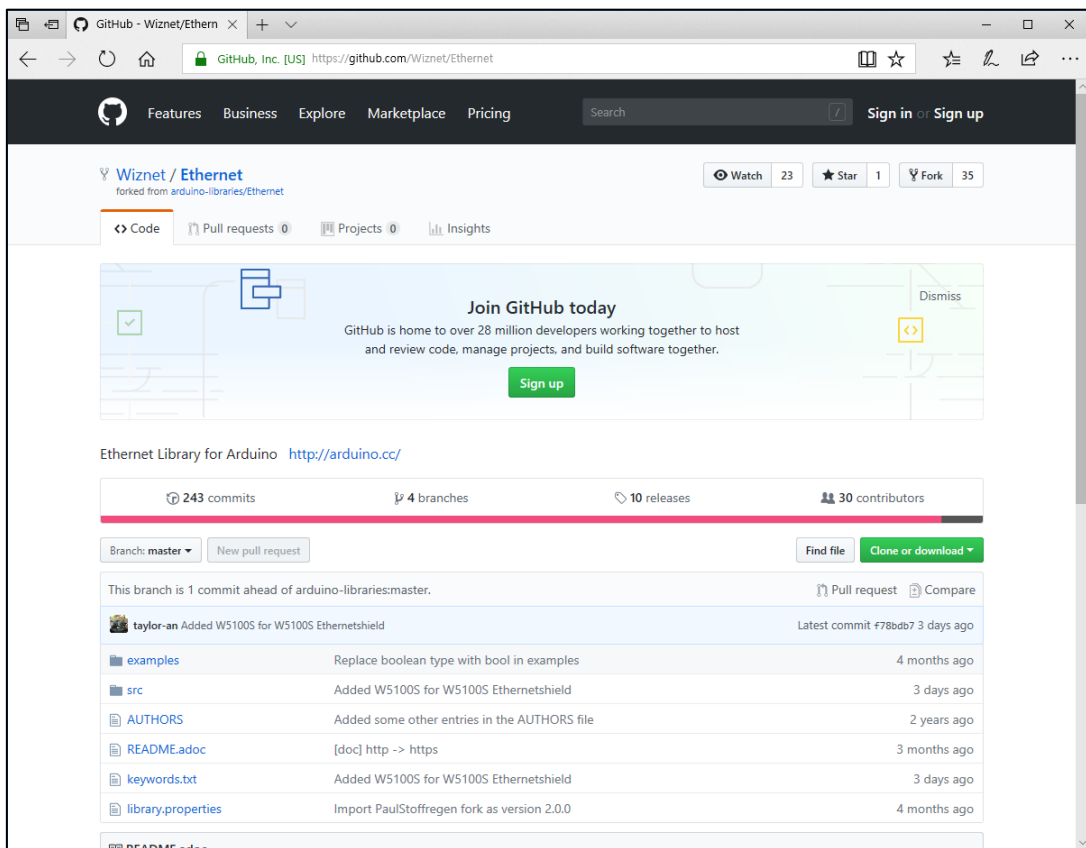 GitHub - Wiznet/Ethern
GitHub, Inc. [US] https://github.com/Wiznet/Ethernet
Features Business Explore Marketplace Pricing Search / Sign in or Sign up
Wiznet / Ethernet Watch 23 Star 1 Fork 35
forked from arduino-libraries/Ethernet
Code Pull requests 0 Projects 0 Insights
Dismiss
Join GitHub today
GitHub is home to over 28 million developers working together to host
and review code, manage projects, and build software together.
Sign up
Ethernet Library for Arduino http://arduino.cc/
243 commits 4 branches 10 releases 30 contributors
Branch: master New pull request Find file Clone or download
This branch is 1 commit ahead of arduino-libraries:master. Pull request Compare
taylor-an Added W5100S for W5100S Ethernetshield Latest commit f78bdb7 3 days ago
examples Replace boolean type with bool in examples 4 months ago
src Added W5100S for W5100S Ethernetshield 3 days ago
AUTHORS Added some other entries in the AUTHORS file 2 years ago
README.adoc [doc] http -> https 3 months ago
keywords.txt Added W5100S for W5100S Ethernetshield 3 days ago
library.properties Import PaulStoffregen fork as version 2.0.0 4 months ago
README.adoc